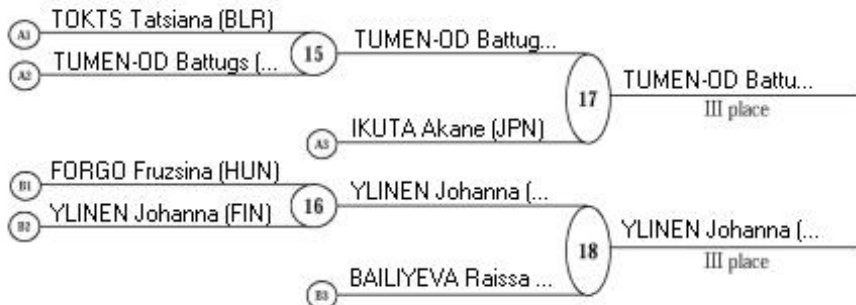 A1 TOKTS Tatsiana (BLR)
15 TUMEN-OD Battug...
A2 TUMEN-OD Battugs (...
17 TUMEN-OD Battu...
III place
A3 IKUTA Akane (JPN)
B1 FORGO Fruzsina (HUN)
16 YLINEN Johanna (...
B2 YLINEN Johanna (FIN)
18 YLINEN Johanna (...
III place
B3 BAILIYEVA Raissa ...